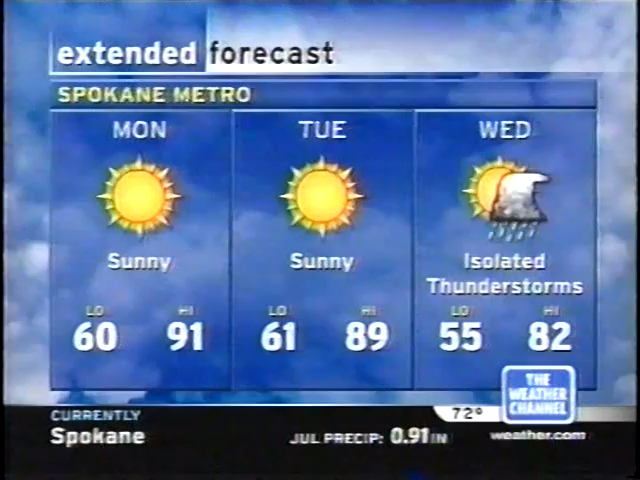 extended forecast
SPOKANE METRO
MON TUE WED
Sunny Sunny Isolated Thunderstorms
LO HI LO HI LO HI
60 91 61 89 55 82
THE WEATHER CHANNEL
CURRENTLY 72°
Spokane JUL PRECIP: 0.91IN weather.com